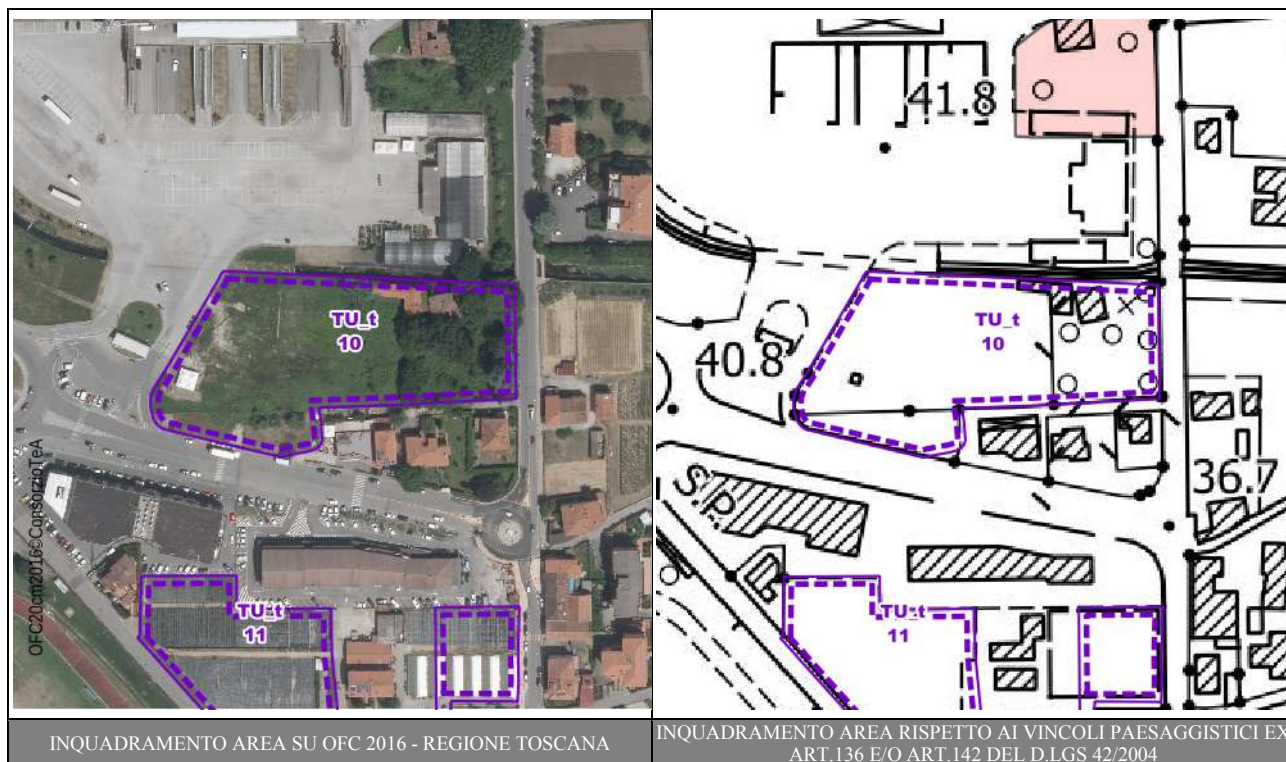 TU_t
10
TU_t
11
OFC20cm2016©ConsorzioTeA
INQUADRAMENTO AREA SU OFC 2016 - REGIONE TOSCANA
41.8
TU_t
10
40.8
36.7
S.P.
TU_t
11
INQUADRAMENTO AREA RISPETTO AI VINCOLI PAESAGGISTICI EX
ART.136 E/O ART.142 DEL D.LGS 42/2004